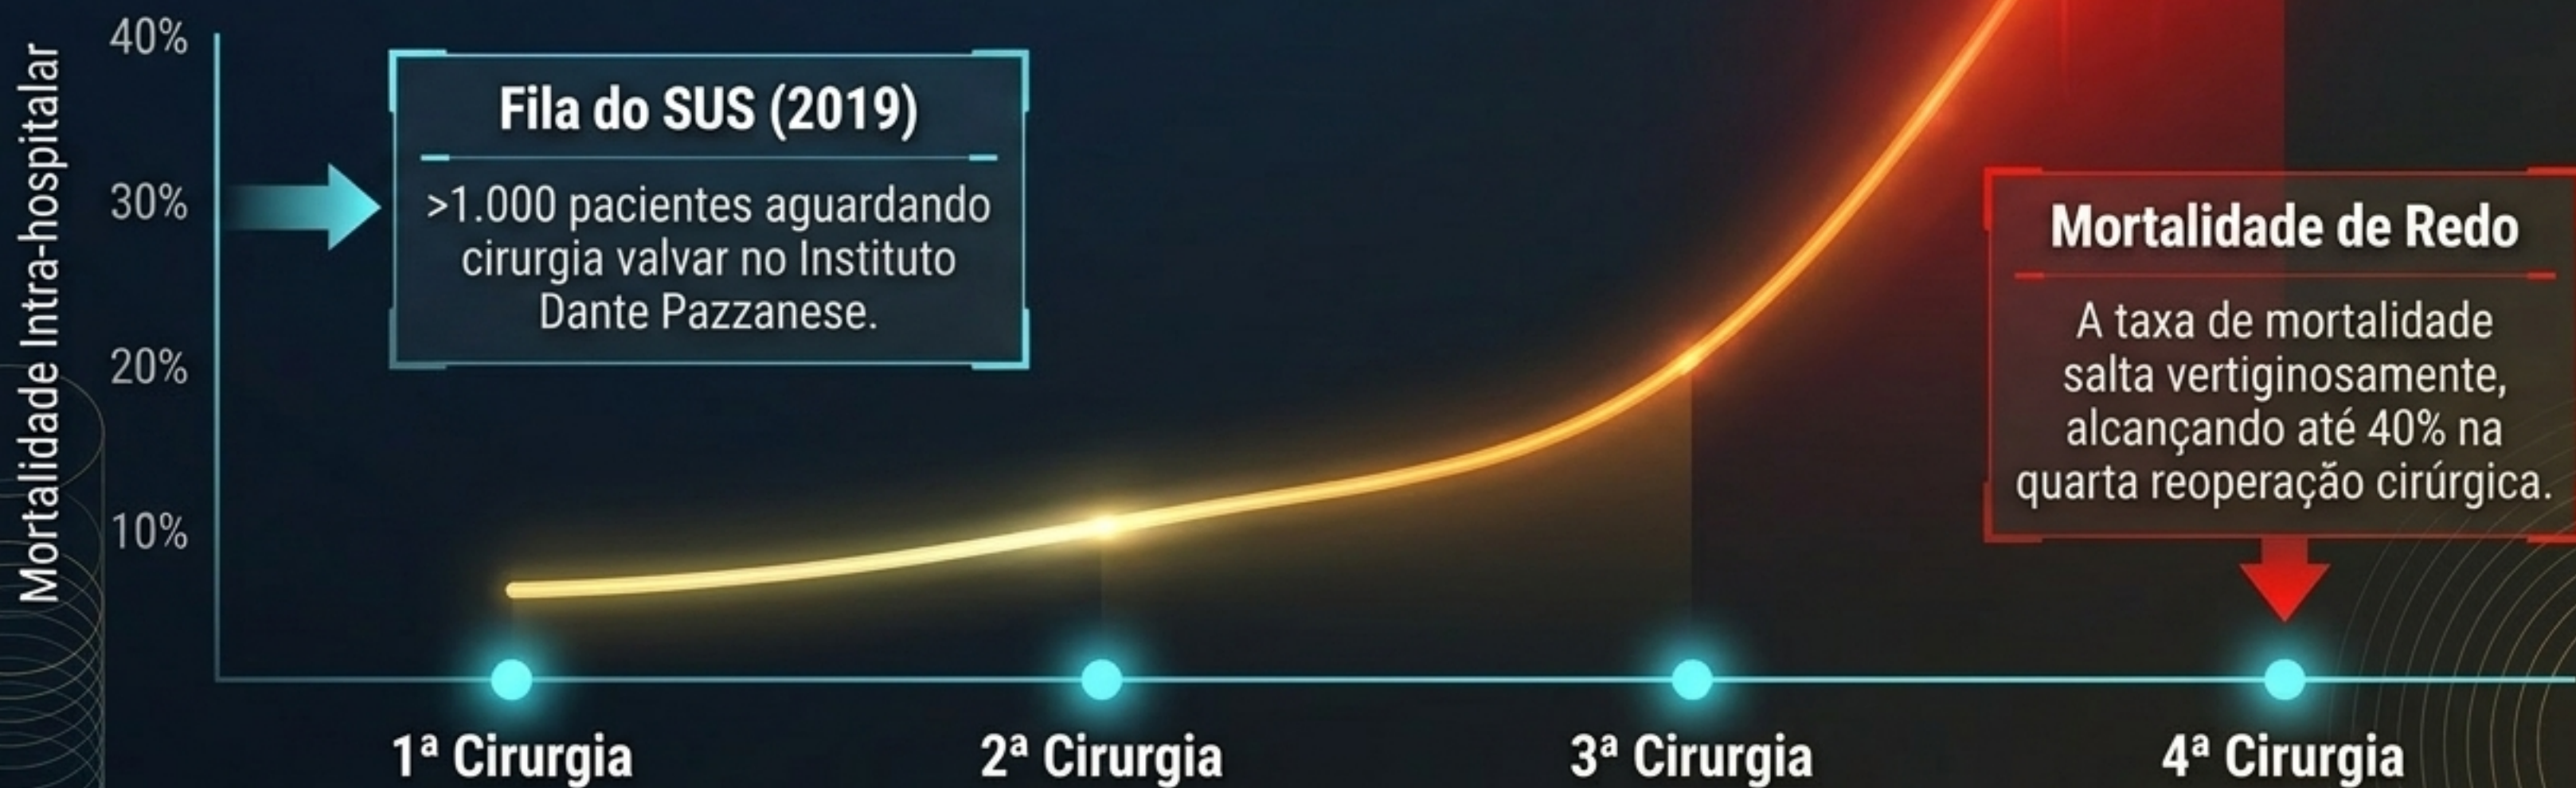 Mortalidade Intra-hospitalar
40%
30%
20%
10%
Fila do SUS (2019)
>1.000 pacientes aguardando
cirurgia valvar no Instituto
Dante Pazzanese.
Mortalidade de Redo
A taxa de mortalidade
salta vertiginosamente,
alcançando até 40% na
quarta reoperação cirúrgica.
1ª Cirurgia
2ª Cirurgia
3ª Cirurgia
4ª Cirurgia